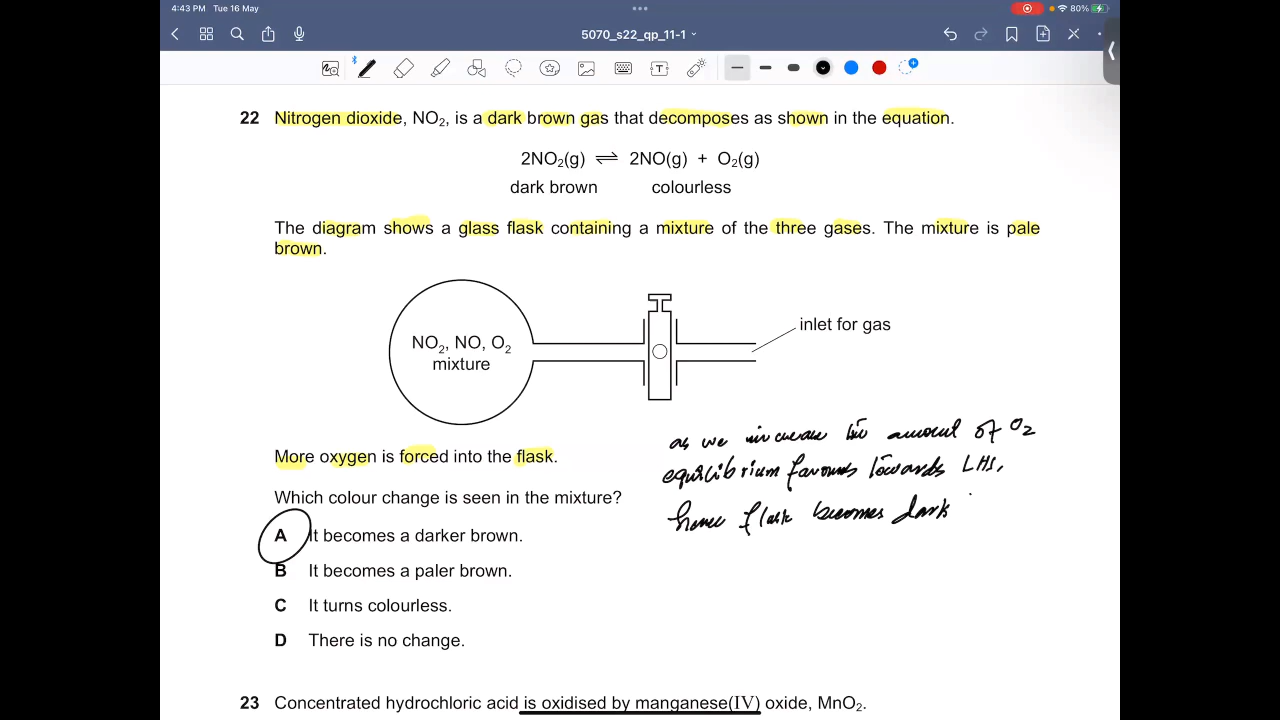 4:43 PM Tue 16 May
80%
5070_s22_qp_11-1
22 Nitrogen dioxide, NO₂, is a dark brown gas that decomposes as shown in the equation.
2NO₂(g) ⇌ 2NO(g) + O₂(g)
dark brown colourless
The diagram shows a glass flask containing a mixture of the three gases. The mixture is pale
brown.
inlet for gas
NO₂, NO, O₂
mixture
as we increase the amount of O₂
equilibrium favours towards LHS,
hence flask becomes dark
More oxygen is forced into the flask.
Which colour change is seen in the mixture?
A It becomes a darker brown.
B It becomes a paler brown.
C It turns colourless.
D There is no change.
23 Concentrated hydrochloric acid is oxidised by manganese(IV) oxide, MnO₂.